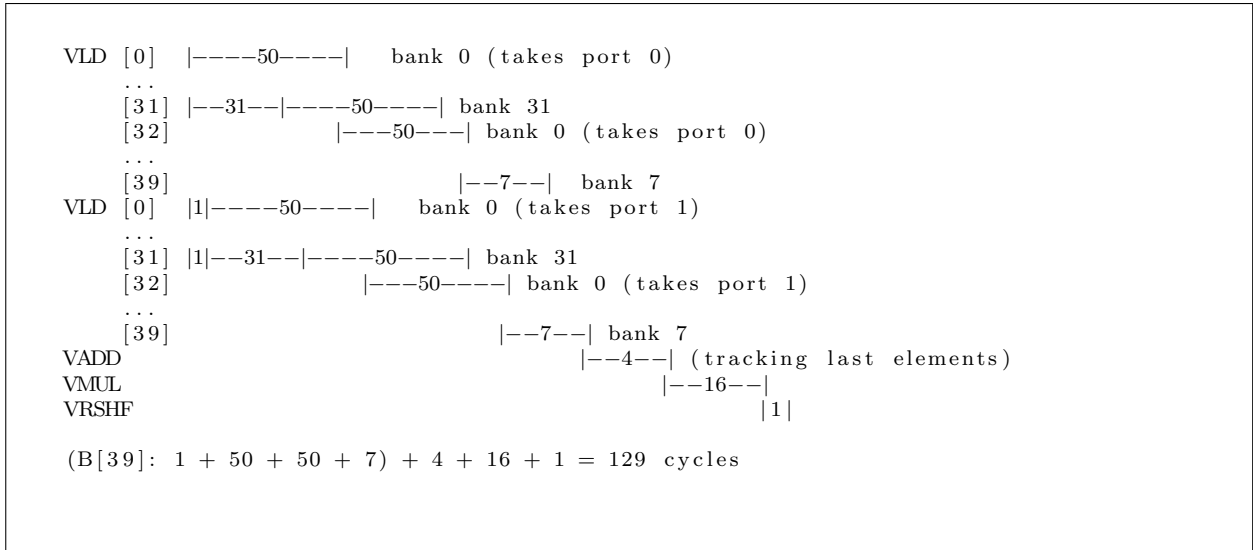 VLD [0] |----50----| bank 0 (takes port 0)
...
[31] |--31--|----50----| bank 31
[32] |---50---| bank 0 (takes port 0)
...
[39] |--7--| bank 7
VLD [0] |1|----50----| bank 0 (takes port 1)
...
[31] |1|--31--|----50----| bank 31
[32] |---50----| bank 0 (takes port 1)
...
[39] |--7--| bank 7
VADD |--4--| (tracking last elements)
VMUL |--16--|
VRSHF |1|
(B[39]: 1 + 50 + 50 + 7) + 4 + 16 + 1 = 129 cycles